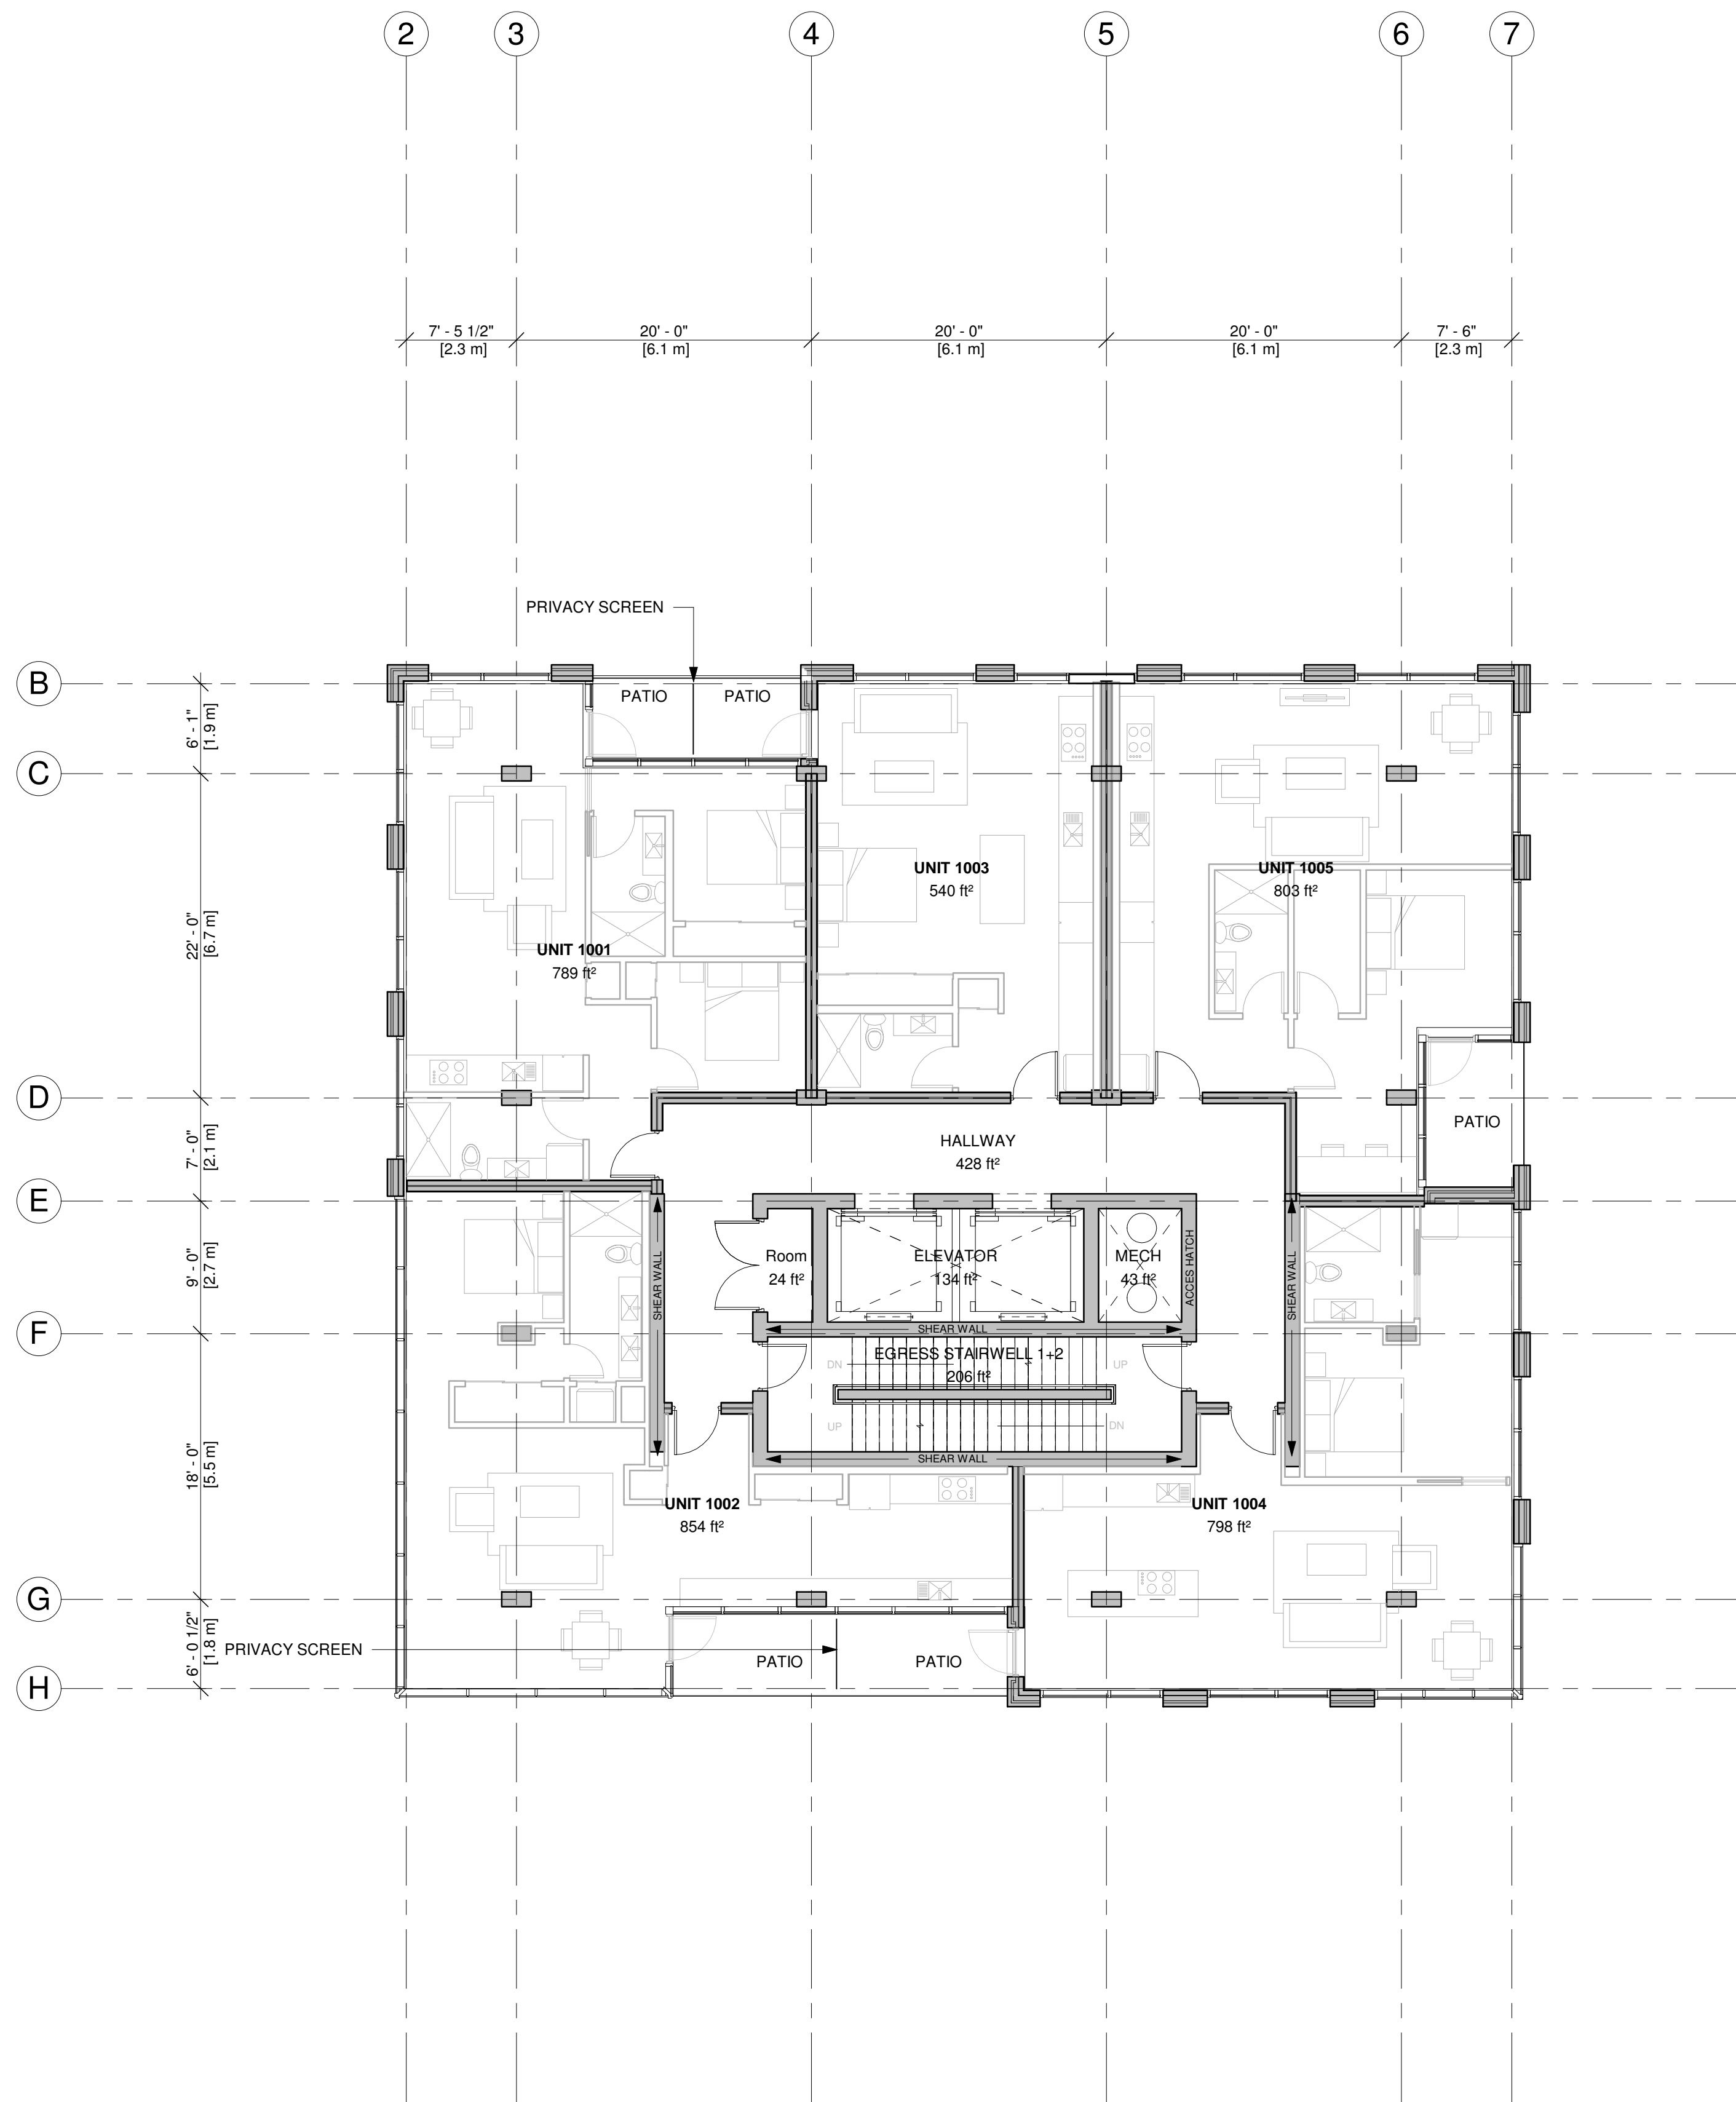 2
3
4
5
6
7
7' - 5 1/2"
[2.3 m]
20' - 0"
[6.1 m]
20' - 0"
[6.1 m]
20' - 0"
[6.1 m]
7' - 6"
[2.3 m]
PRIVACY SCREEN
B
6' - 1"
[1.9 m]
PATIO
PATIO
C
22' - 0"
[6.7 m]
UNIT 1003
540 ft²
UNIT 1005
803 ft²
UNIT 1001
789 ft²
D
7' - 0"
[2.1 m]
PATIO
HALLWAY
428 ft²
E
9' - 0"
[2.7 m]
SHEAR WALL
Room
24 ft²
ELEVATOR
134 ft²
MECH
43 ft²
ACCES HATCH
SHEAR WALL
F
SHEAR WALL
EGRESS STAIRWELL 1+2
206 ft²
DN
UP
UP
DN
SHEAR WALL
18' - 0"
[5.5 m]
UNIT 1002
854 ft²
UNIT 1004
798 ft²
G
6' - 0 1/2"
[1.8 m]
PRIVACY SCREEN
PATIO
PATIO
H